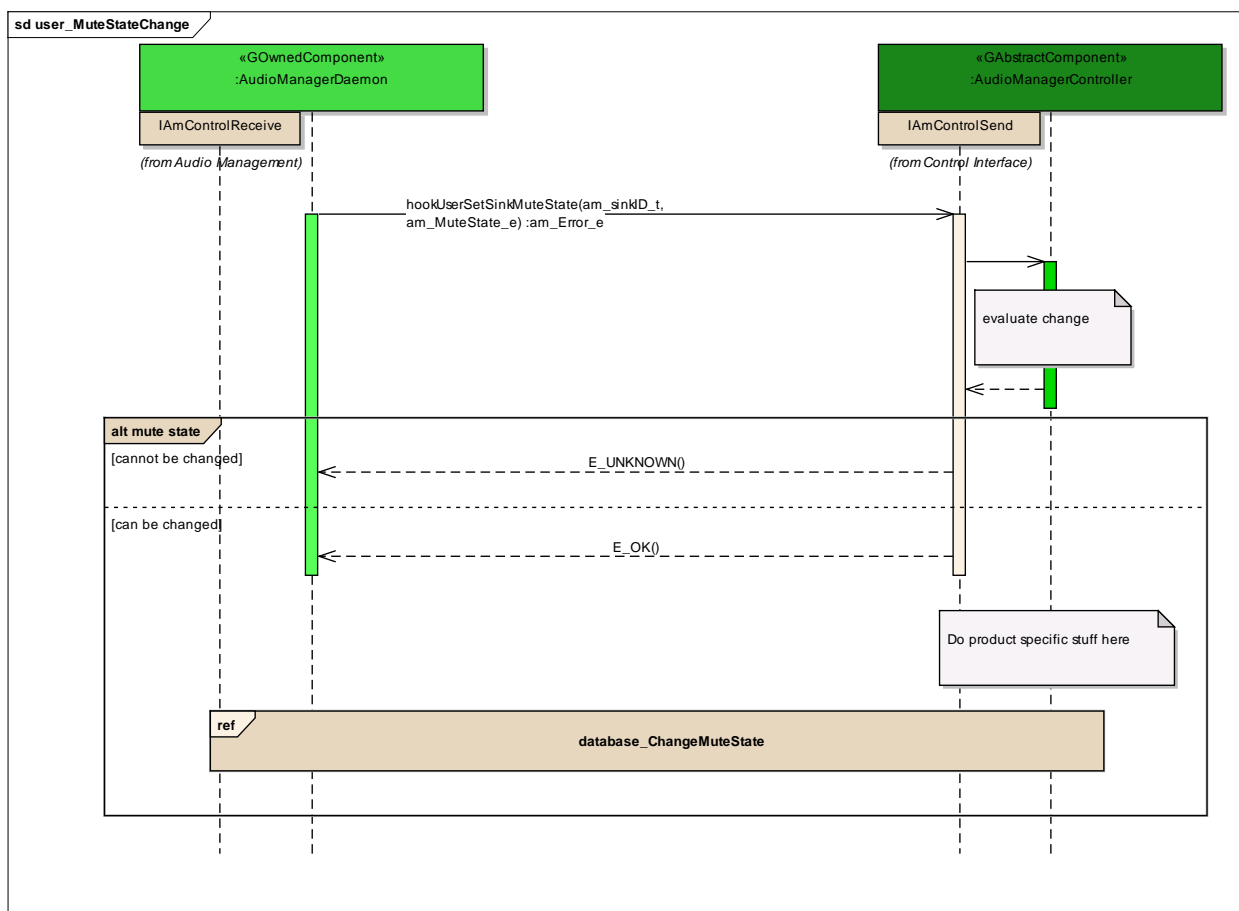 sd user_MuteStateChange
«GOwnedComponent»
:AudioManagerDaemon
«GAbstractComponent»
:AudioManagerController
IAmControlReceive
IAmControlSend
(from Audio Management)
(from Control Interface)
hookUserSetSinkMuteState(am_sinkID_t,
am_MuteState_e) :am_Error_e
evaluate change
alt mute state
[cannot be changed]
E_UNKNOWN()
[can be changed]
E_OK()
Do product specific stuff here
ref
database_ChangeMuteState